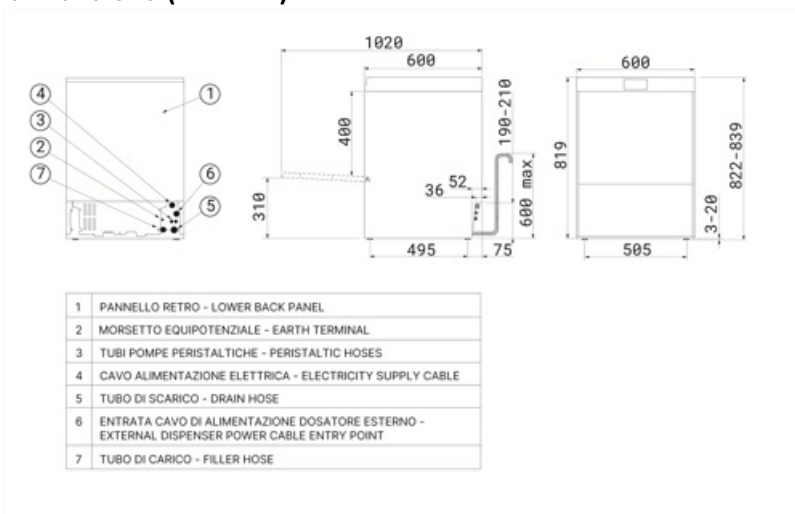 1020
600
600
4
1
3
2
7
6
5
400
190-210
310
36
52
600 max
495
75
819
822-839
3-20
505
1 PANNELLO RETRO - LOWER BACK PANEL
2 MORSETTO EQUIPOTENZIALE - EARTH TERMINAL
3 TUBI POMPE PERISTALTICHE - PERISTALTIC HOSES
4 CAVO ALIMENTAZIONE ELETTRICA - ELECTRICITY SUPPLY CABLE
5 TUBO DI SCARICO - DRAIN HOSE
6 ENTRATA CAVO DI ALIMENTAZIONE DOSATORE ESTERNO -
EXTERNAL DISPENSER POWER CABLE ENTRY POINT
7 TUBO DI CARICO - FILLER HOSE